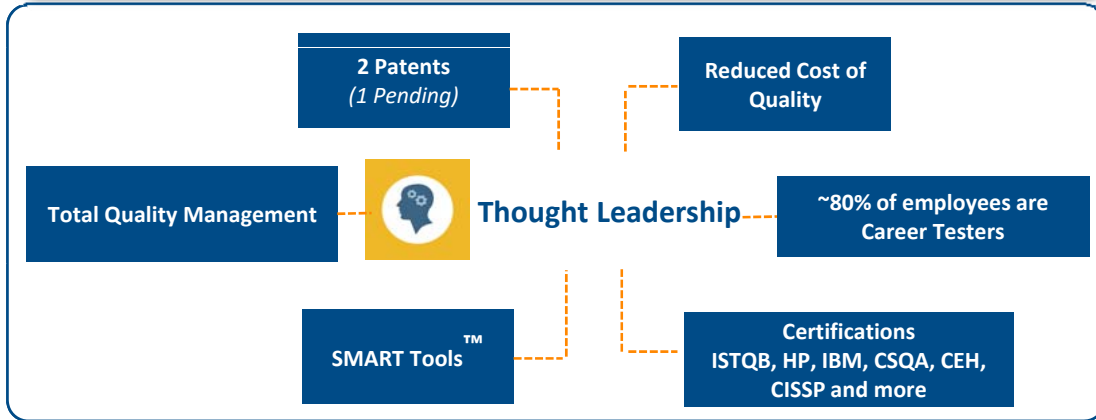 2 Patents
(1 Pending)
Reduced Cost of
Quality
Total Quality Management
Thought Leadership
~80% of employees are
Career Testers
SMART Tools™
Certifications
ISTQB, HP, IBM, CSQA, CEH,
CISSP and more